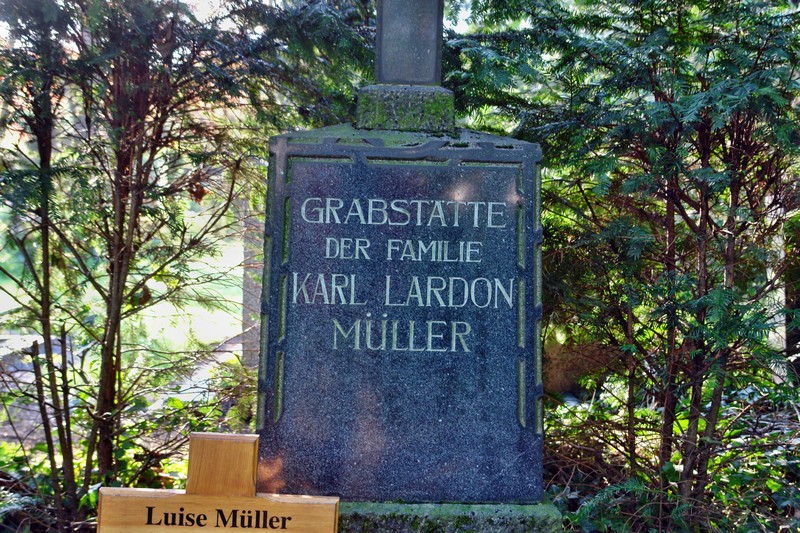 GRABSTÄTTE
DER FAMILIE
KARL LARDON
MÜLLER
Luise Müller